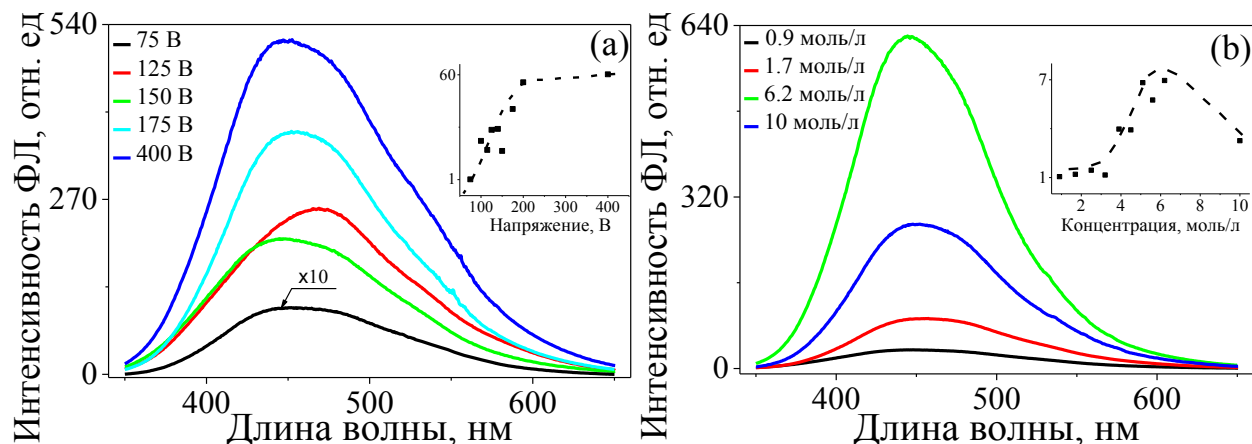 Интенсивность ФЛ, отн. ед
540
270
0
75 В
125 В
150 В
175 В
400 В
(a)
60
1
100 200 300 400
Напряжение, В
x10
400 500 600
Длина волны, нм
Интенсивность ФЛ, отн. ед
640
320
0
0.9 моль/л
1.7 моль/л
6.2 моль/л
10 моль/л
(b)
7
1
2 4 6 8 10
Концентрация, моль/л
400 500 600
Длина волны, нм